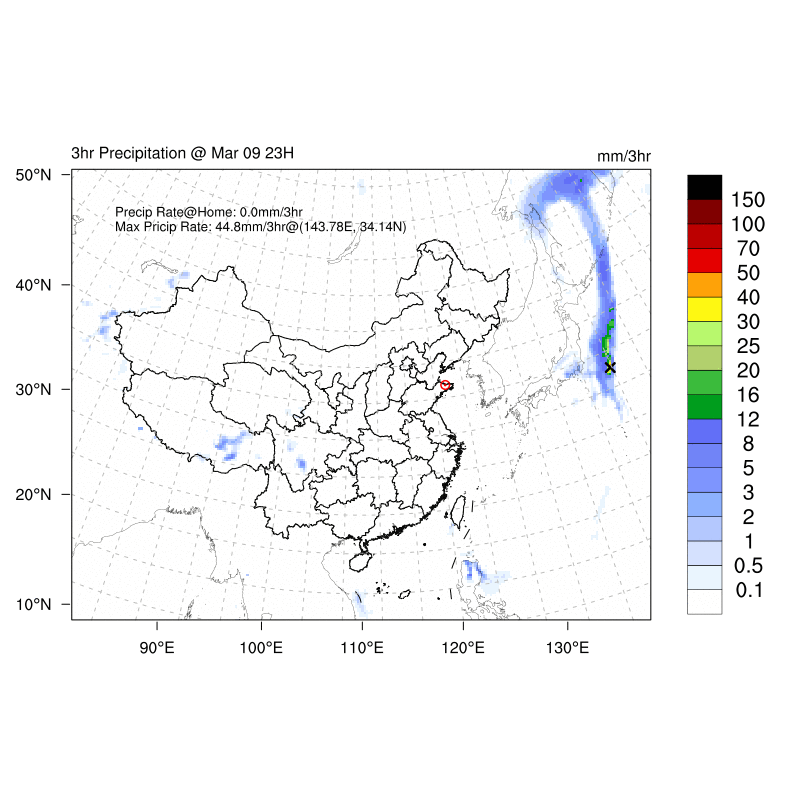 3hr Precipitation @ Mar 09 23H
mm/3hr
Precip Rate@Home: 0.0mm/3hr
Max Pricip Rate: 44.8mm/3hr@(143.78E, 34.14N)
50°N
40°N
30°N
20°N
10°N
90°E
100°E
110°E
120°E
130°E
150
100
70
50
40
30
25
20
16
12
8
5
3
2
1
0.5
0.1